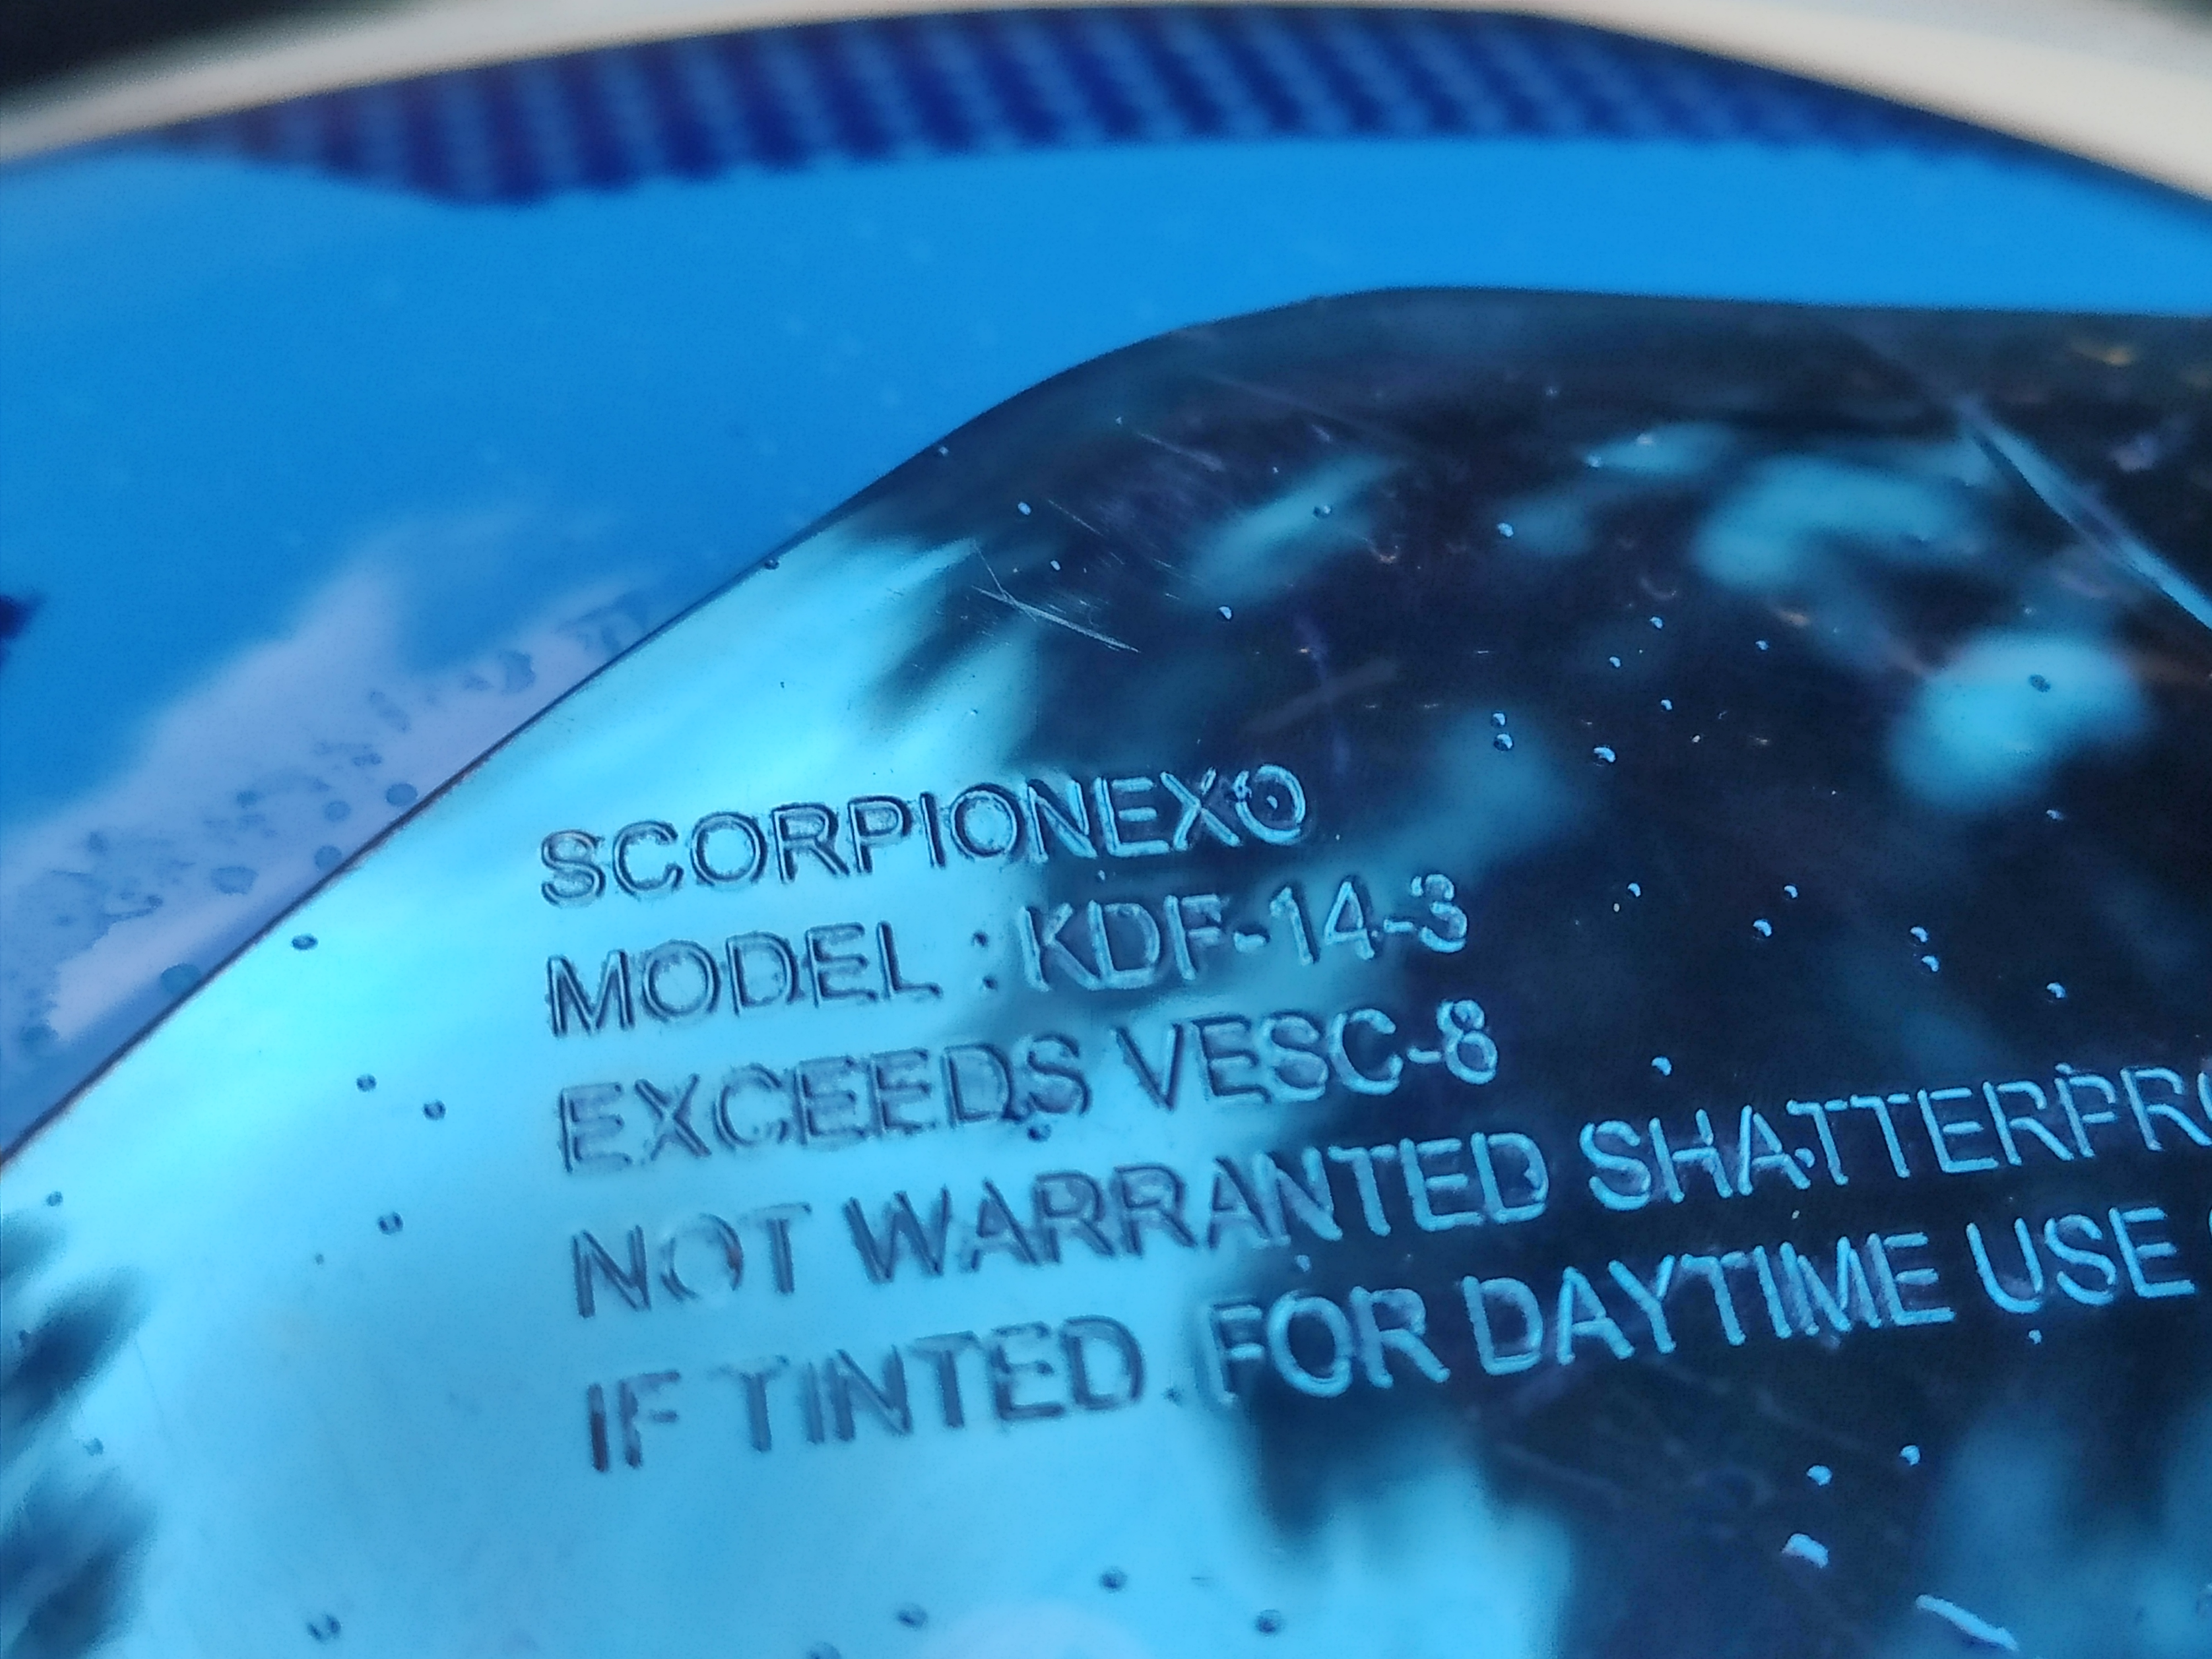 SCORPIONEXO
MODEL : KDF-14-3
EXCEEDS VESC-8
NOT WARRANTED SHATTERPRO
IF TINTED. FOR DAYTIME USE